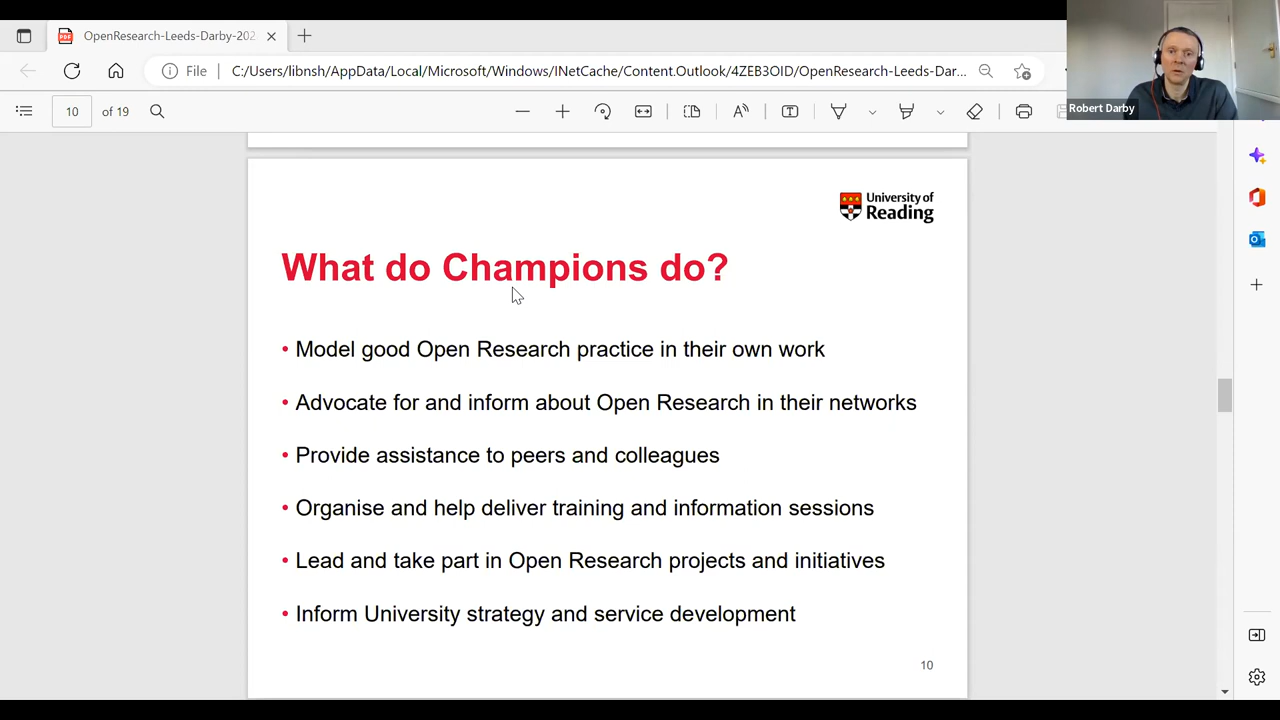 OpenResearch-Leeds-Darby-202
File
C:/Users/libnsh/AppData/Local/Microsoft/Windows/INetCache/Content.Outlook/4ZEB3OID/OpenResearch-Leeds-Dar...
Robert Darby
10 of 19
University of
Reading
What do Champions do?
• Model good Open Research practice in their own work
• Advocate for and inform about Open Research in their networks
• Provide assistance to peers and colleagues
• Organise and help deliver training and information sessions
• Lead and take part in Open Research projects and initiatives
• Inform University strategy and service development
10